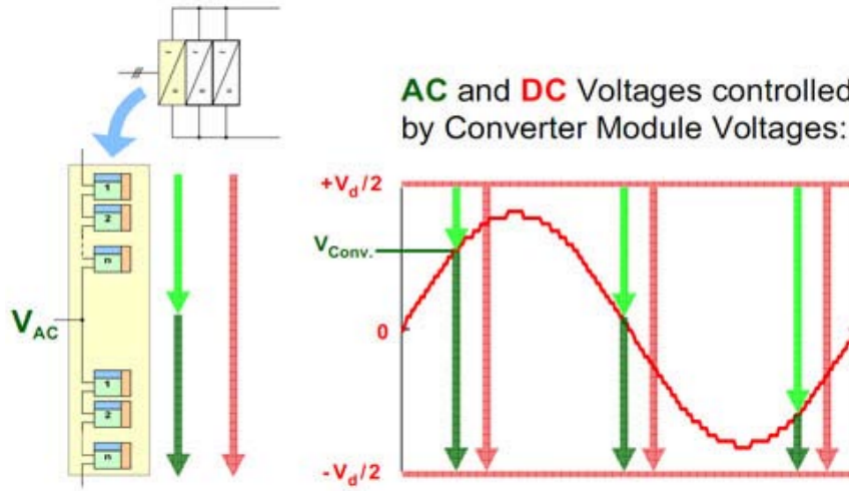 AC and DC Voltages controlled
by Converter Module Voltages:
~ ~ ~
= = =
1
2
n
VAC
1
2
n
+Vd/2
VConv.
0
-Vd/2